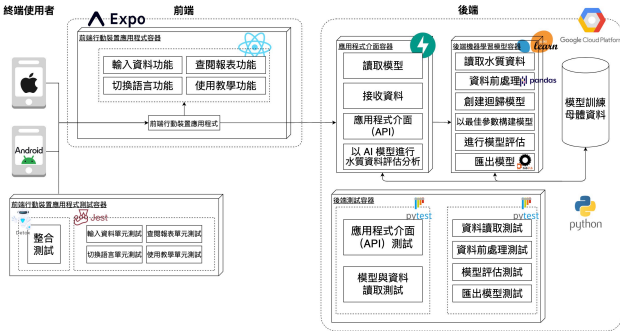 終端使用者
前端
後端
Expo
Google Cloud Platform
前端行動裝置應用程式容器
輸入資料功能
查閱報表功能
切換語言功能
使用教學功能
前端行動裝置應用程式
Android
應用程式介面容器
讀取模型
接收資料
應用程式介面
（API）
以 AI 模型進行
水質資料評估分析
後端機器學習模型容器
learn
讀取水質資料
資料前處理
pandas
創建迴歸模型
以最佳參數構建模型
進行模型評估
匯出模型
模型訓練
母體資料
python
前端行動裝置應用程式測試容器
Detox
整合
測試
Jest
輸入資料單元測試
查閱報表單元測試
切換語言單元測試
使用教學單元測試
後端測試容器
pytest
應用程式介面
（API）測試
模型與資料
讀取測試
pytest
資料讀取測試
資料前處理測試
模型評估測試
匯出模型測試